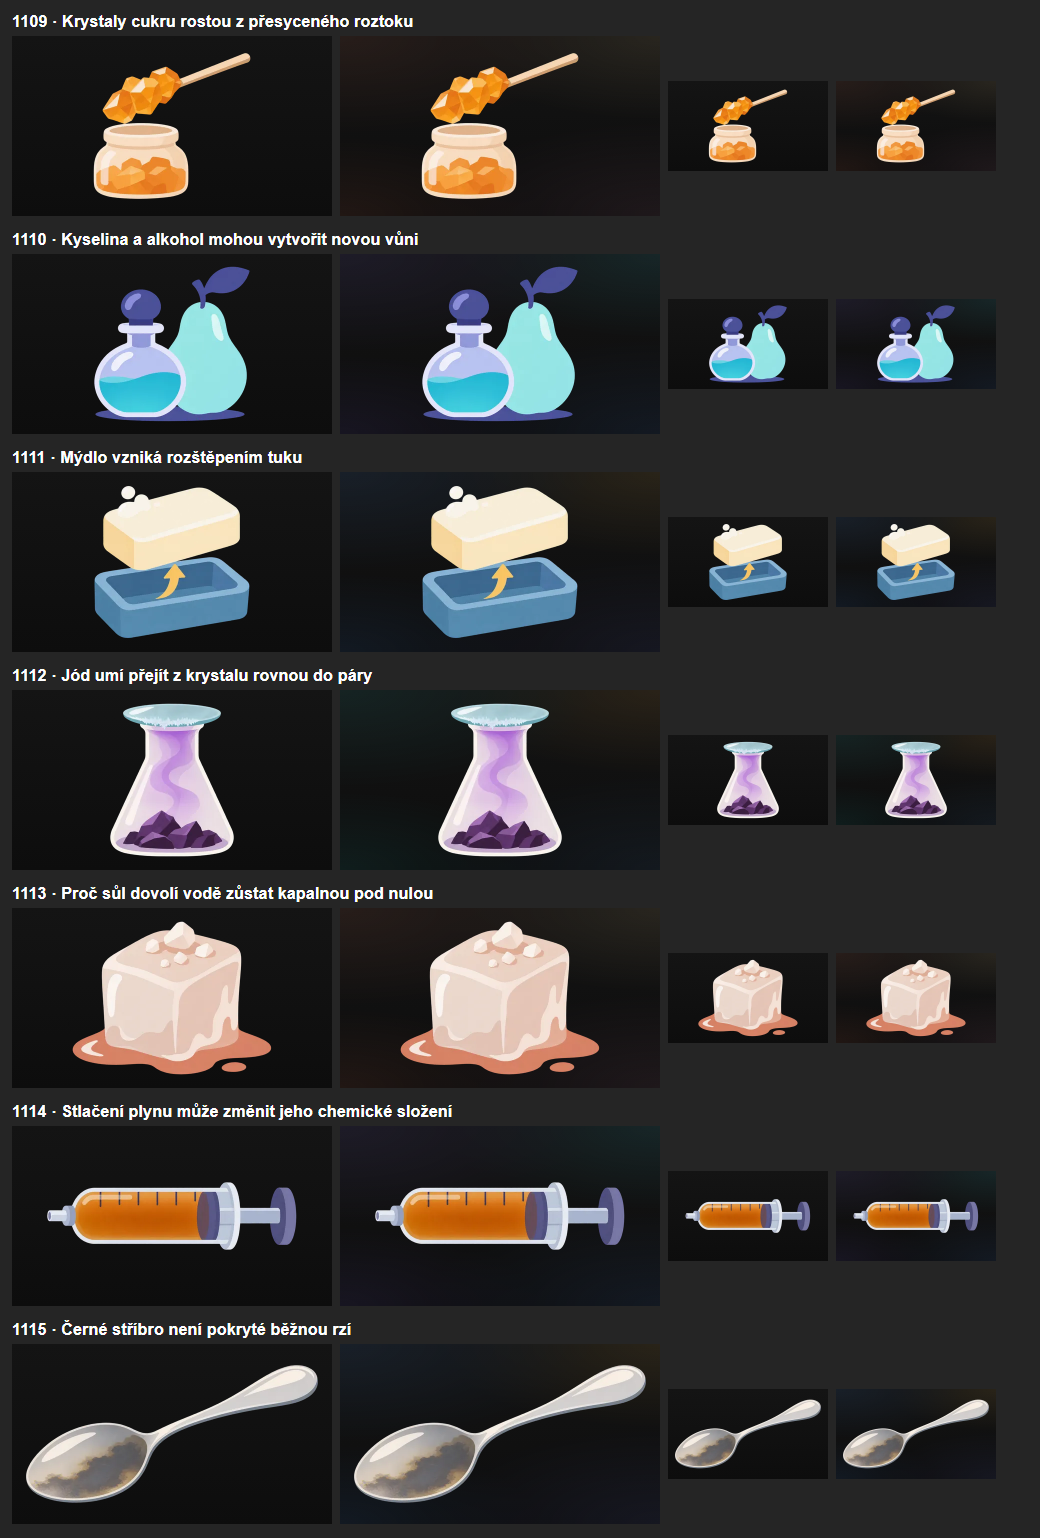 1109 · Krystaly cukru rostou z přesyceného roztoku
1110 · Kyselina a alkohol mohou vytvořit novou vůni
1111 · Mýdlo vzniká rozštěpením tuku
1112 · Jód umí přejít z krystalu rovnou do páry
1113 · Proč sůl dovolí vodě zůstat kapalnou pod nulou
1114 · Stlačení plynu může změnit jeho chemické složení
1115 · Černé stříbro není pokryté běžnou rzí